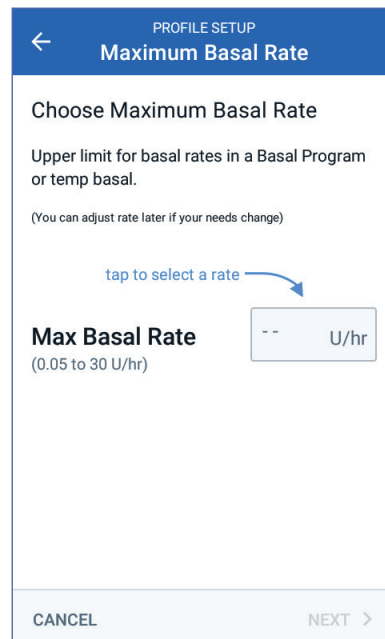 PROFILE SETUP
Maximum Basal Rate
Choose Maximum Basal Rate
Upper limit for basal rates in a Basal Program
or temp basal.
(You can adjust rate later if your needs change)
tap to select a rate
Max Basal Rate
-- U/hr
(0.05 to 30 U/hr)
CANCEL
NEXT >